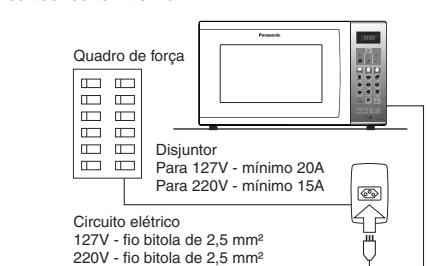 Quadro de força
Panasonic
Disjuntor
Para 127V - mínimo 20A
Para 220V - mínimo 15A
Circuito elétrico
127V - fio bitola de 2,5 mm²
220V - fio bitola de 2,5 mm²